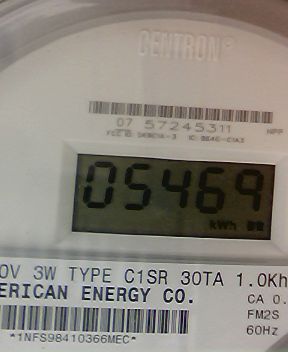 CENTRON®
07 57245311
05469
kWh
0V 3W TYPE C1SR 30TA 1.0Kh
ERICAN ENERGY CO.
CA 0.
FM2S
60Hz
*1NFS98410366MEC*